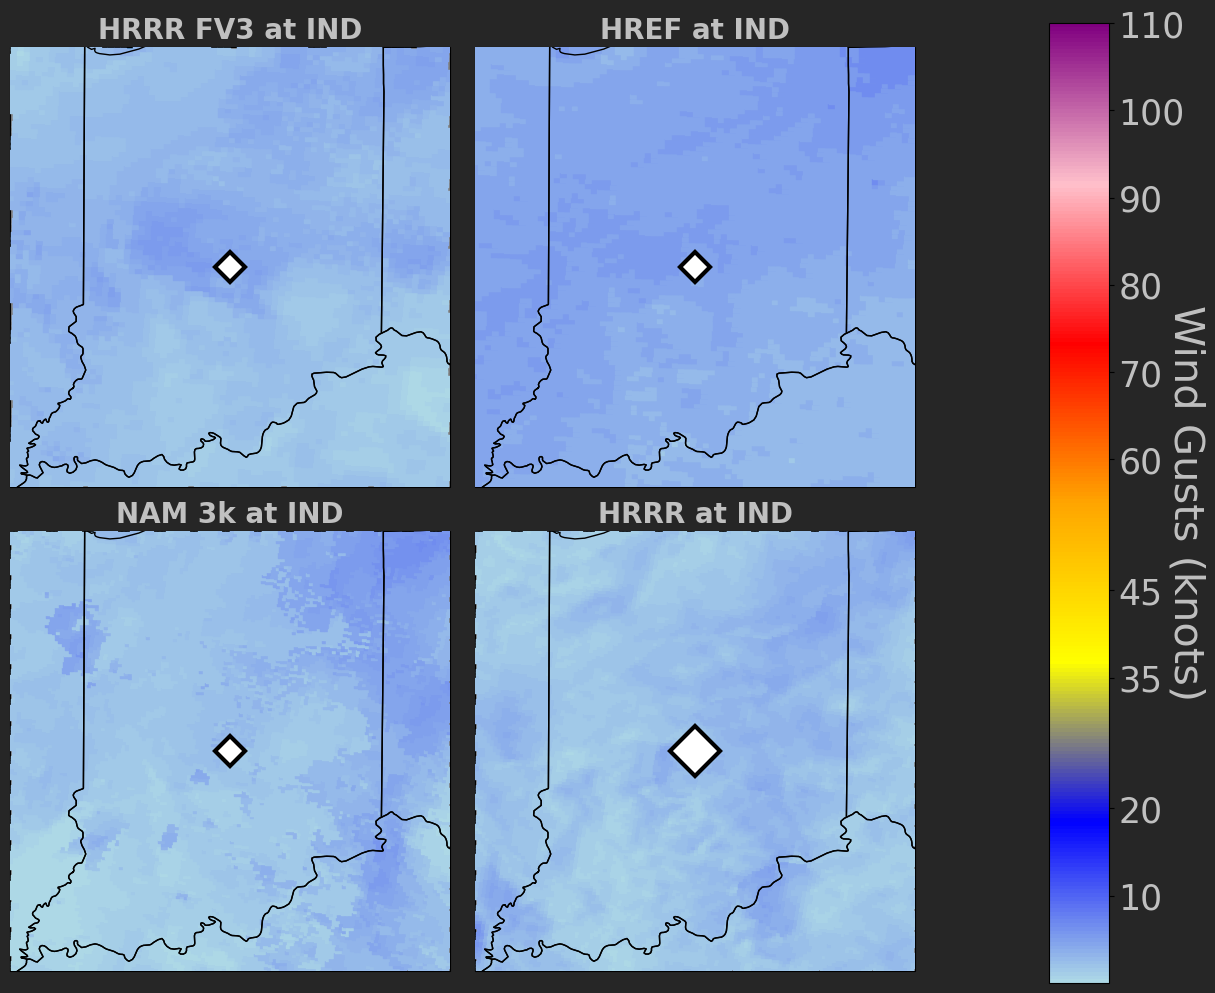 HRRR FV3 at IND
HREF at IND
NAM 3k at IND
HRRR at IND
110
100
90
80
70
60
45
35
20
10
Wind Gusts (knots)